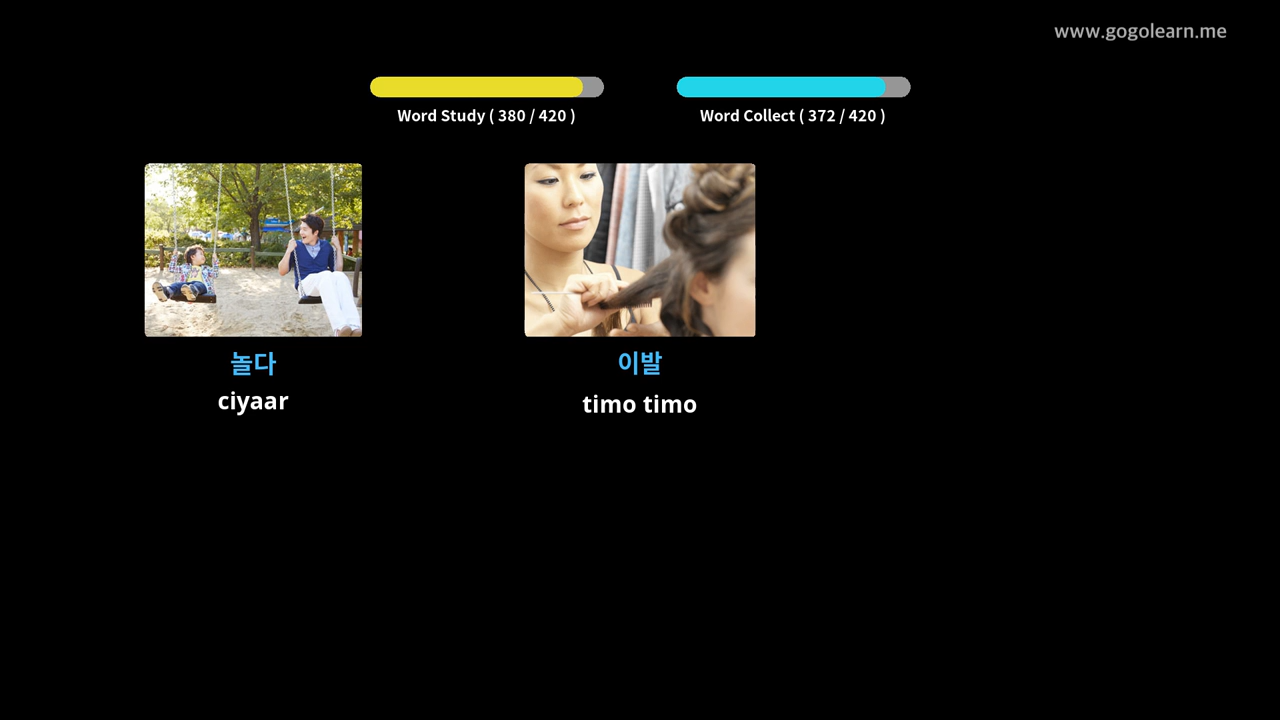 www.gogolearn.me
Word Study ( 380 / 420 )
Word Collect ( 372 / 420 )
놀다
ciyaar
이발
timo timo